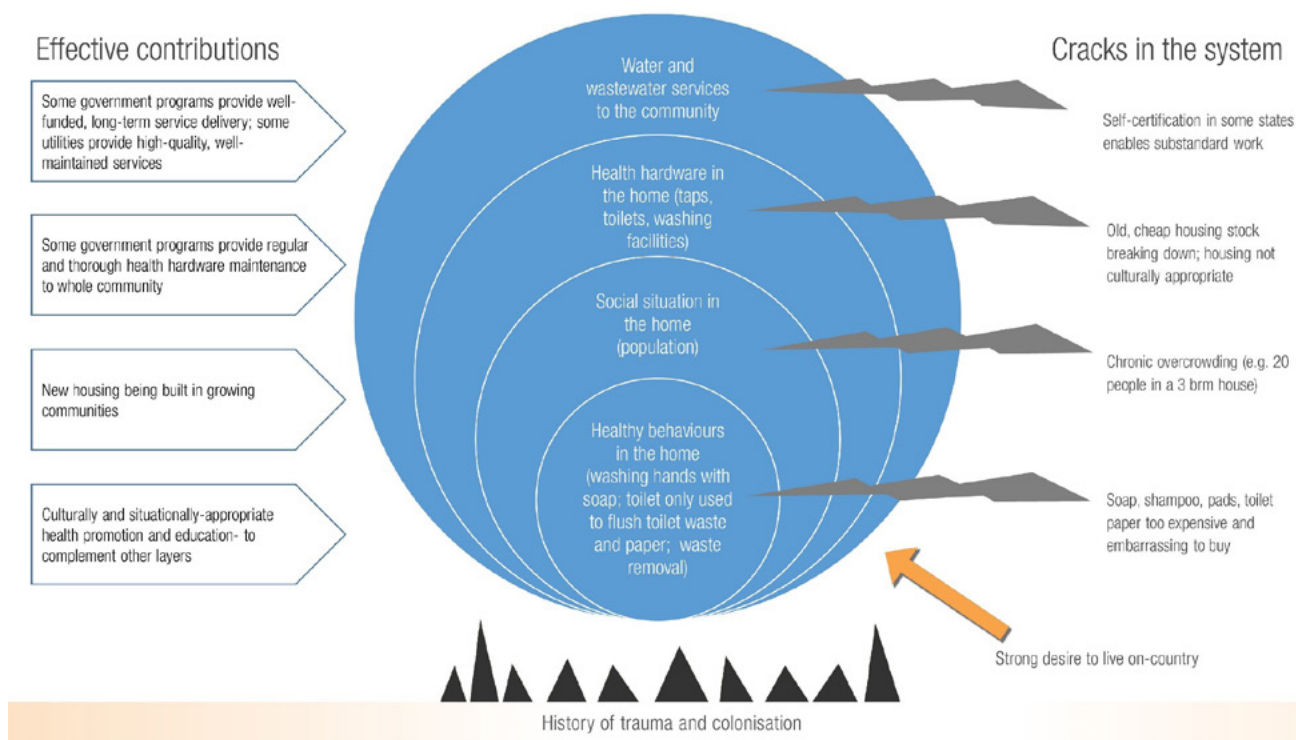 Effective contributions
Some government programs provide well-
funded, long-term service delivery; some
utilities provide high-quality, well-
maintained services
Some government programs provide regular
and thorough health hardware maintenance
to whole community
New housing being built in growing
communities
Culturally and situationally-appropriate
health promotion and education- to
complement other layers
Water and
wastewater services
to the community
Health hardware in
the home (taps,
toilets, washing
facilities)
Social situation in
the home
(population)
Healthy behaviours
in the home
(washing hands with
soap; toilet only used
to flush toilet waste
and paper; waste
removal)
Cracks in the system
Self-certification in some states
enables substandard work
Old, cheap housing stock
breaking down; housing not
culturally appropriate
Chronic overcrowding (e.g. 20
people in a 3 brm house)
Soap, shampoo, pads, toilet
paper too expensive and
embarrassing to buy
Strong desire to live on-country
History of trauma and colonisation